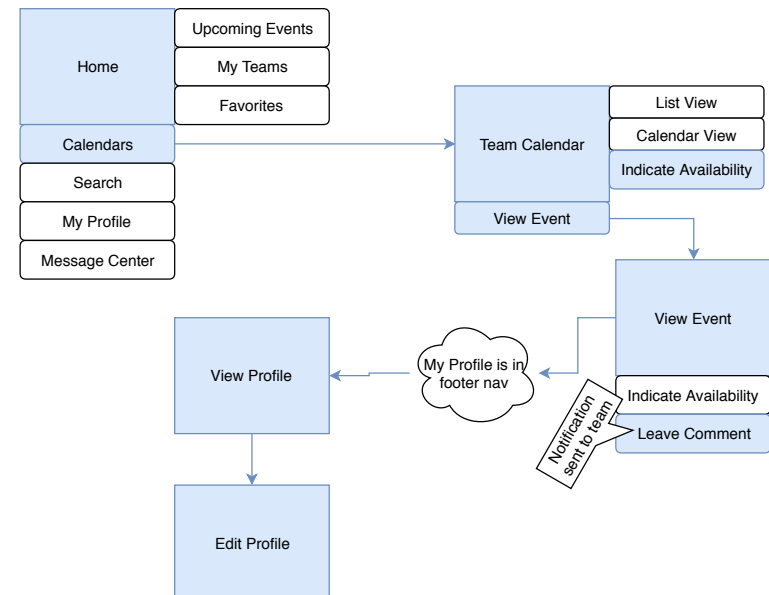 Home
Upcoming Events
My Teams
Favorites
Calendars
Search
My Profile
Message Center
Team Calendar
List View
Calendar View
Indicate Availability
View Event
View Event
Indicate Availability
Leave Comment
Notification
sent to team
My Profile is in
footer nav
View Profile
Edit Profile